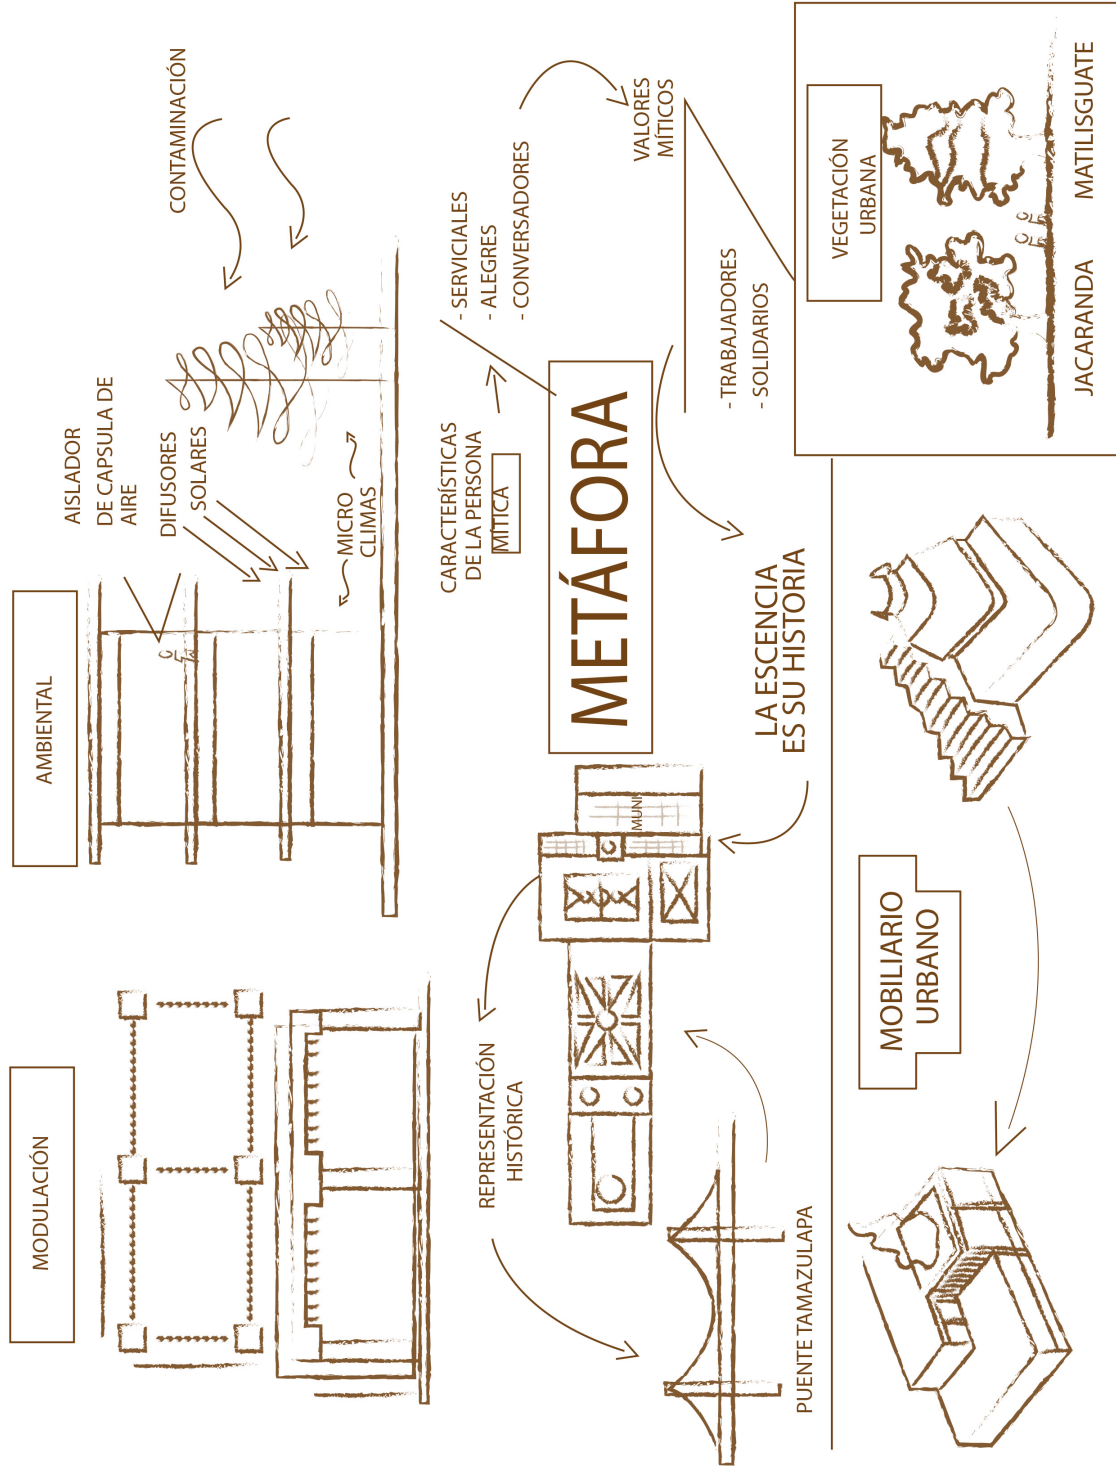 MODULACIÓN
AMBIENTAL
AISLADOR
DE CAPSULA DE
AIRE
DIFUSORES
SOLARES
CONTAMINACIÓN
MICRO
CLIMAS
REPRESENTACIÓN
HISTÓRICA
CARACTERÍSTICAS
DE LA PERSONA
MÍTICA
- SERVICIALES
- ALEGRES
- CONVERSADORES
METÁFORA
MUNI
VALORES
MÍTICOS
- TRABAJADORES
- SOLIDARIOS
LA ESCENCIA
ES SU HISTORIA
PUENTE TAMAZULAPA
MOBILIARIO
URBANO
VEGETACIÓN
URBANA
JACARANDA
MATILISGUATE